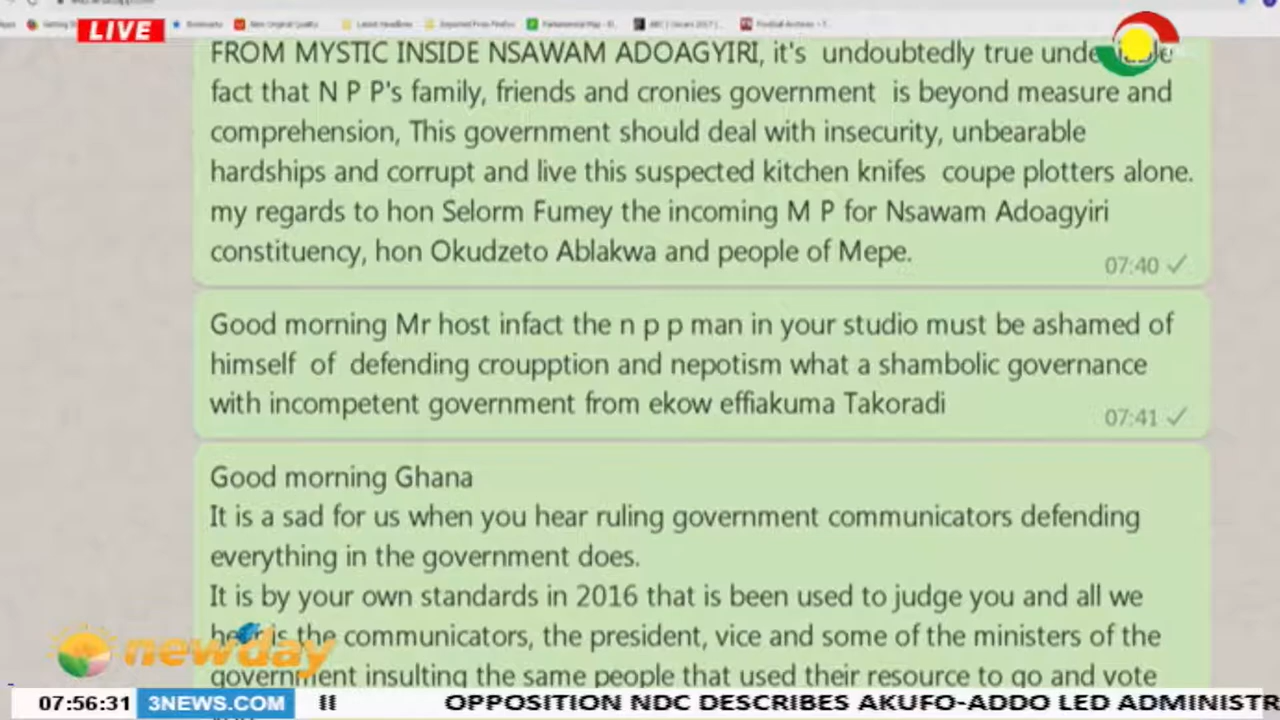 LIVE
FROM MYSTIC INSIDE NSAWAM ADOAGYIRI, it's undoubtedly true
fact that N P P's family, friends and cronies government is beyond measure and
comprehension, This government should deal with insecurity, unbearable
hardships and corrupt and live this suspected kitchen knifes coupe plotters alone.
my regards to hon Selorm Fumey the incoming M P for Nsawam Adoagyiri
constituency, hon Okudzeto Ablakwa and people of Mepe.
07:40
Good morning Mr host infact the n p p man in your studio must be ashamed of
himself of defending croupption and nepotism what a shambolic governance
with incompetent government from ekow effiakuma Takoradi
07:41
Good morning Ghana
It is a sad for us when you hear ruling government communicators defending
everything in the government does.
It is by your own standards in 2016 that is been used to judge you and all we
hear is the communicators, the president, vice and some of the ministers of the
government insulting the same people that used their resource to go and vote
newday
07:56:31 3NEWS.COM OPPOSITION NDC DESCRIBES AKUFO-ADDO LED ADMINISTR